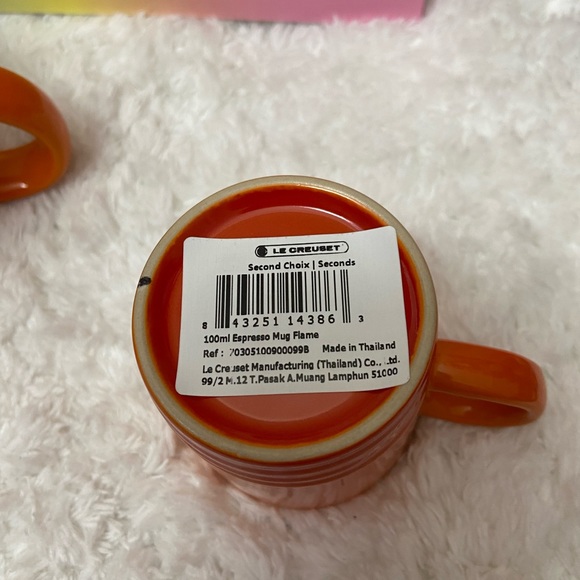 LE CREUSET
Second Choix | Seconds
8 43251 14386 3
100ml Espresso Mug Flame
Ref : 70305100900099B Made in Thailand
Le Creuset Manufacturing (Thailand) Co., Ltd.
99/2 M.12 T.Pasak A.Muang Lamphun 51000